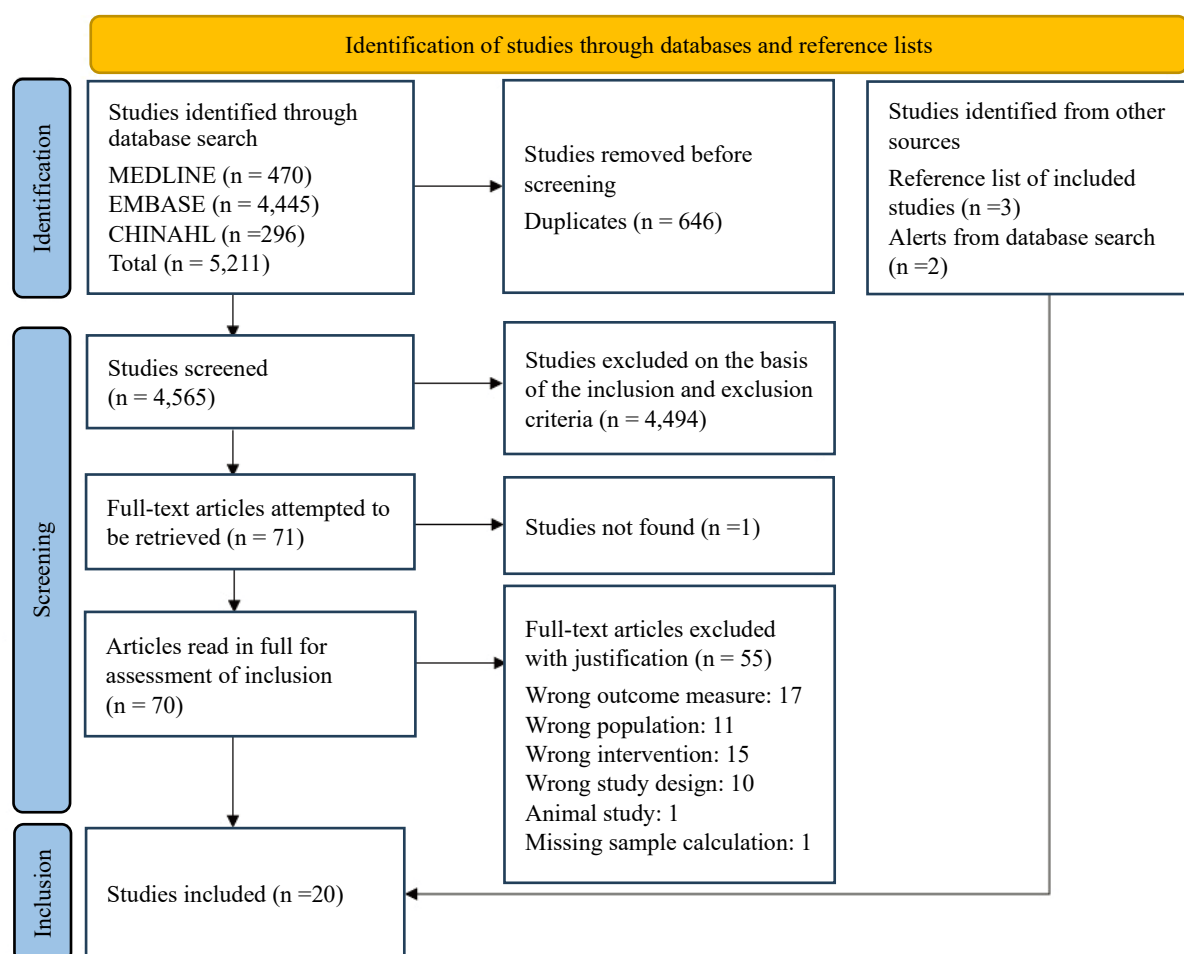 Identification of studies through databases and reference lists
Identification
Studies identified through
database search
MEDLINE (n = 470)
EMBASE (n = 4,445)
CHINAHL (n =296)
Total (n = 5,211)
Studies removed before
screening
Duplicates (n = 646)
Studies identified from other
sources
Reference list of included
studies (n =3)
Alerts from database search
(n =2)
Screening
Studies screened
(n = 4,565)
Studies excluded on the basis
of the inclusion and exclusion
criteria (n = 4,494)
Full-text articles attempted to
be retrieved (n = 71)
Studies not found (n =1)
Articles read in full for
assessment of inclusion
(n = 70)
Full-text articles excluded
with justification (n = 55)
Wrong outcome measure: 17
Wrong population: 11
Wrong intervention: 15
Wrong study design: 10
Animal study: 1
Missing sample calculation: 1
Inclusion
Studies included (n =20)